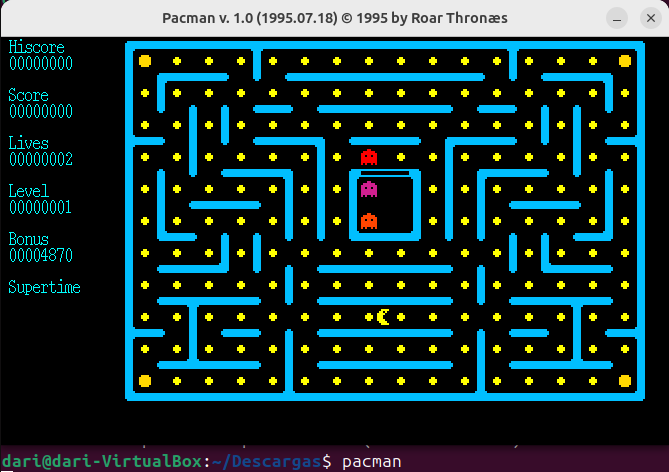 Pacman v. 1.0 (1995.07.18) © 1995 by Roar Thronæs
Hiscore
00000000
Score
00000000
Lives
00000002
Level
00000001
Bonus
00004870
Supertime
dari@dari-VirtualBox:~/Descargas$ pacman